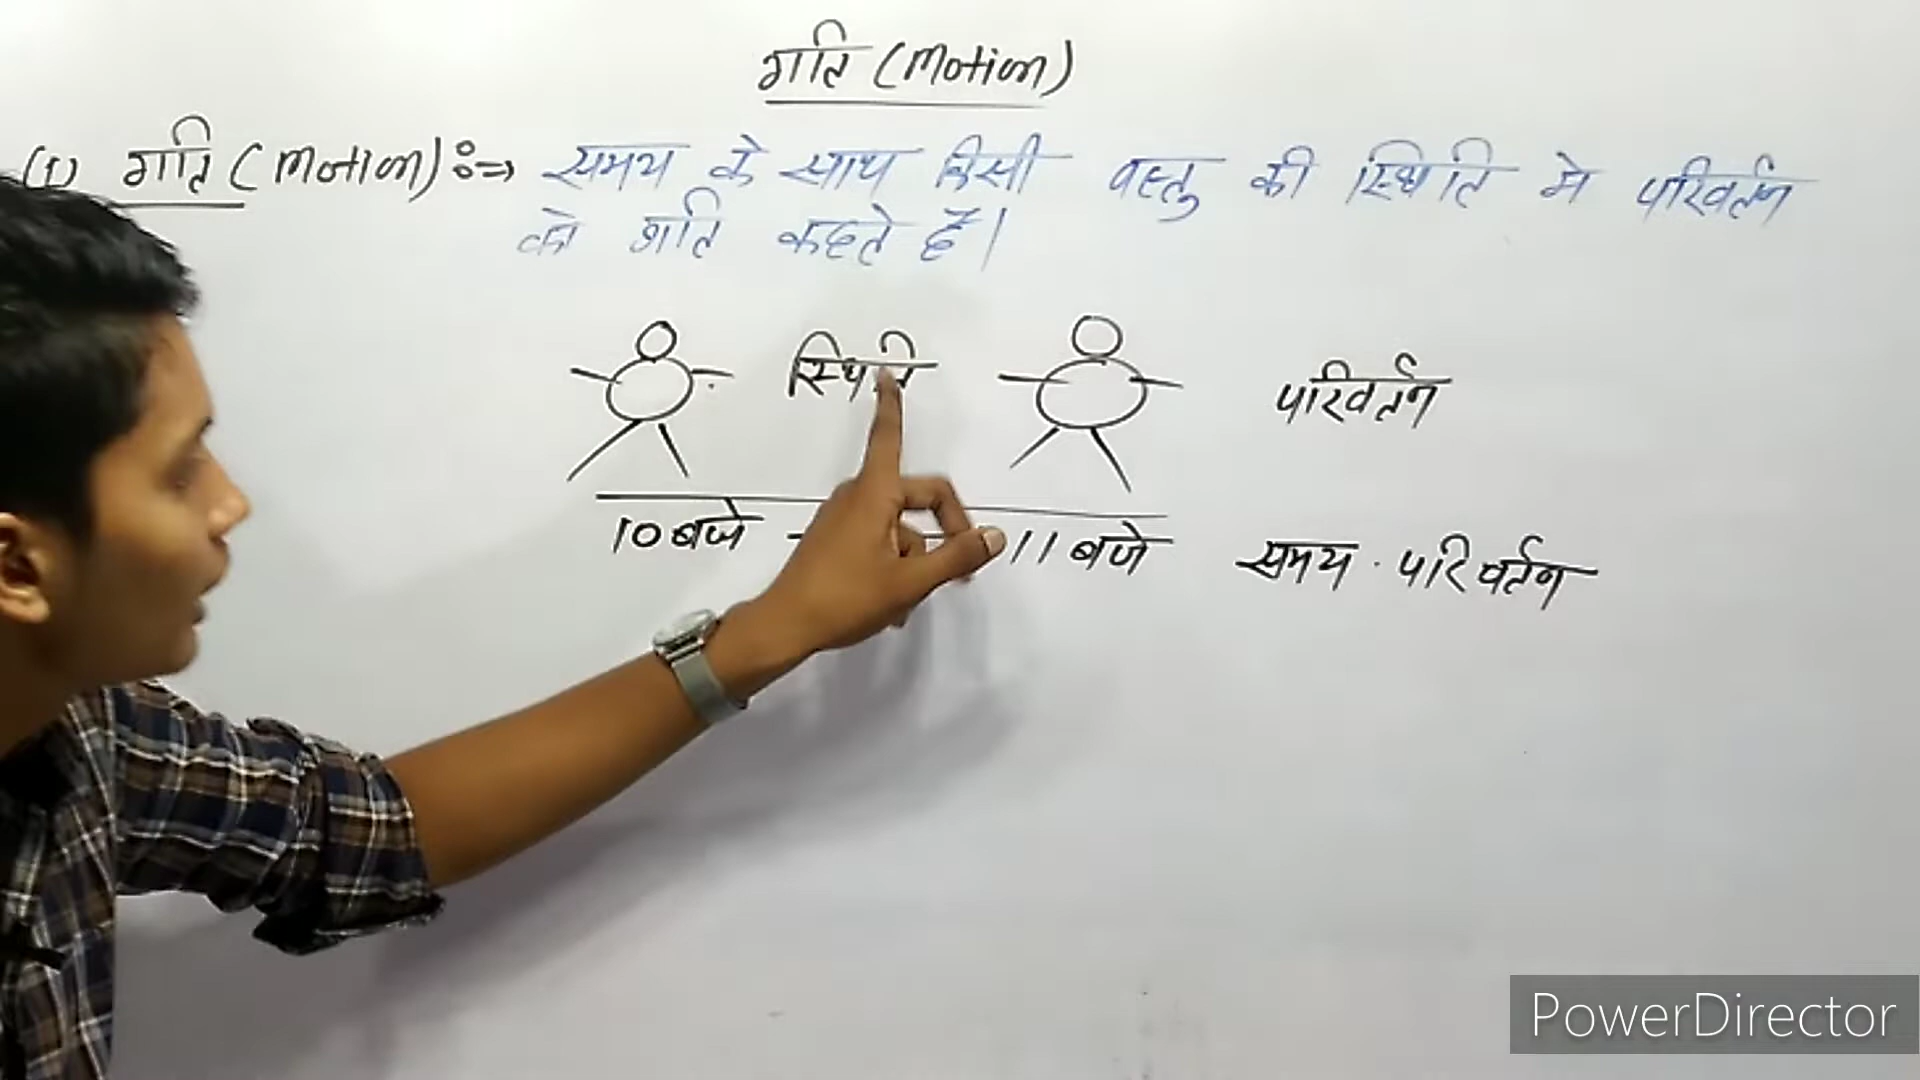 गति (Motion)
(1) गति (Motion) :→ समय के साथ किसी वस्तु की स्थिति मे परिवर्तन
को गति कहते हैं।
स्थिति परिवर्तन
10 बजे - 11 बजे समय परिवर्तन
PowerDirector